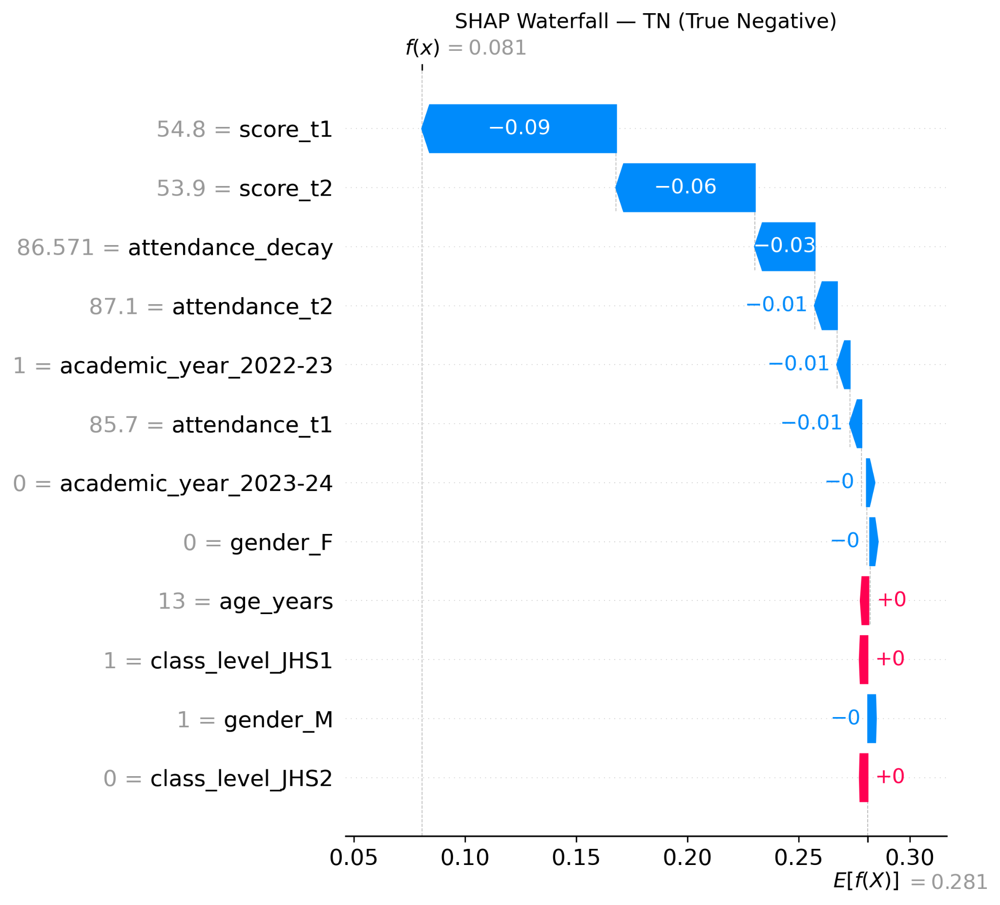 SHAP Waterfall — TN (True Negative)
f(x) = 0.081
54.8 = score_t1 −0.09
53.9 = score_t2 −0.06
86.571 = attendance_decay −0.03
87.1 = attendance_t2 −0.01
1 = academic_year_2022-23 −0.01
85.7 = attendance_t1 −0.01
0 = academic_year_2023-24 −0
0 = gender_F −0
13 = age_years +0
1 = class_level_JHS1 +0
1 = gender_M −0
0 = class_level_JHS2 +0
0.05 0.10 0.15 0.20 0.25 0.30
E[f(X)] = 0.281